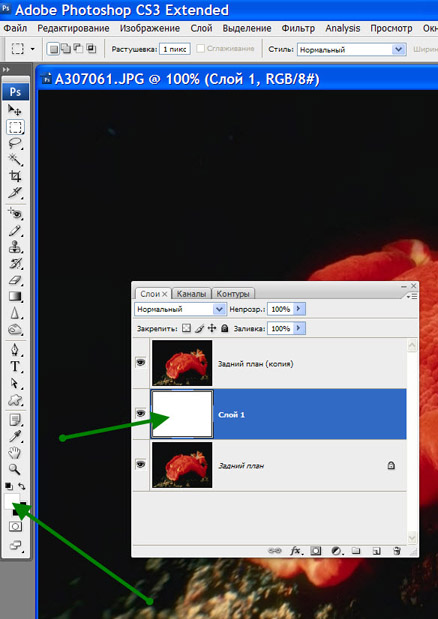 Ps Adobe Photoshop CS3 Extended
Файл Редактирование Изображение Слой Выделение Фильтр Analysis Просмотр
Растушевка: 1 пикс Сглаживание Стиль: Нормальный
A307061.JPG @ 100% (Слой 1, RGB/8#)
Ps
Слои × Каналы Контуры
Нормальный Непрозр.: 100%
Закрепить: Заливка: 100%
Задний план (копия)
Слой 1
Задний план
T
fx